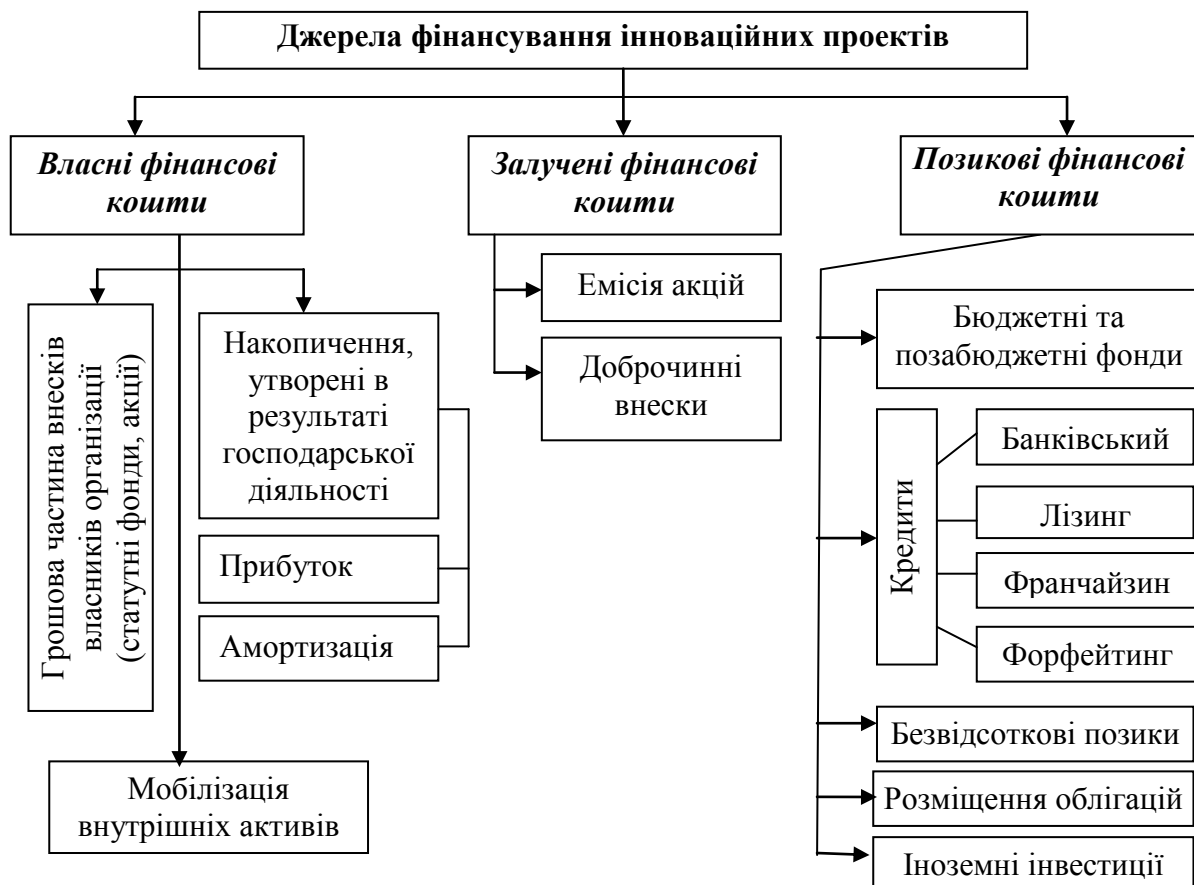 Джерела фінансування інноваційних проектів
Власні фінансові
кошти
Грошова частина внесків
власників організації
(статутні фонди, акції)
Накопичення,
утворені в
результаті
господарської
діяльності
Прибуток
Амортизація
Мобілізація
внутрішніх активів
Залучені фінансові
кошти
Емісія акцій
Доброчинні
внески
Позикові фінансові
кошти
Бюджетні та
позабюджетні фонди
Кредити
Банківський
Лізинг
Франчайзин
Форфейтинг
Безвідсоткові позики
Розміщення облігацій
Іноземні інвестиції